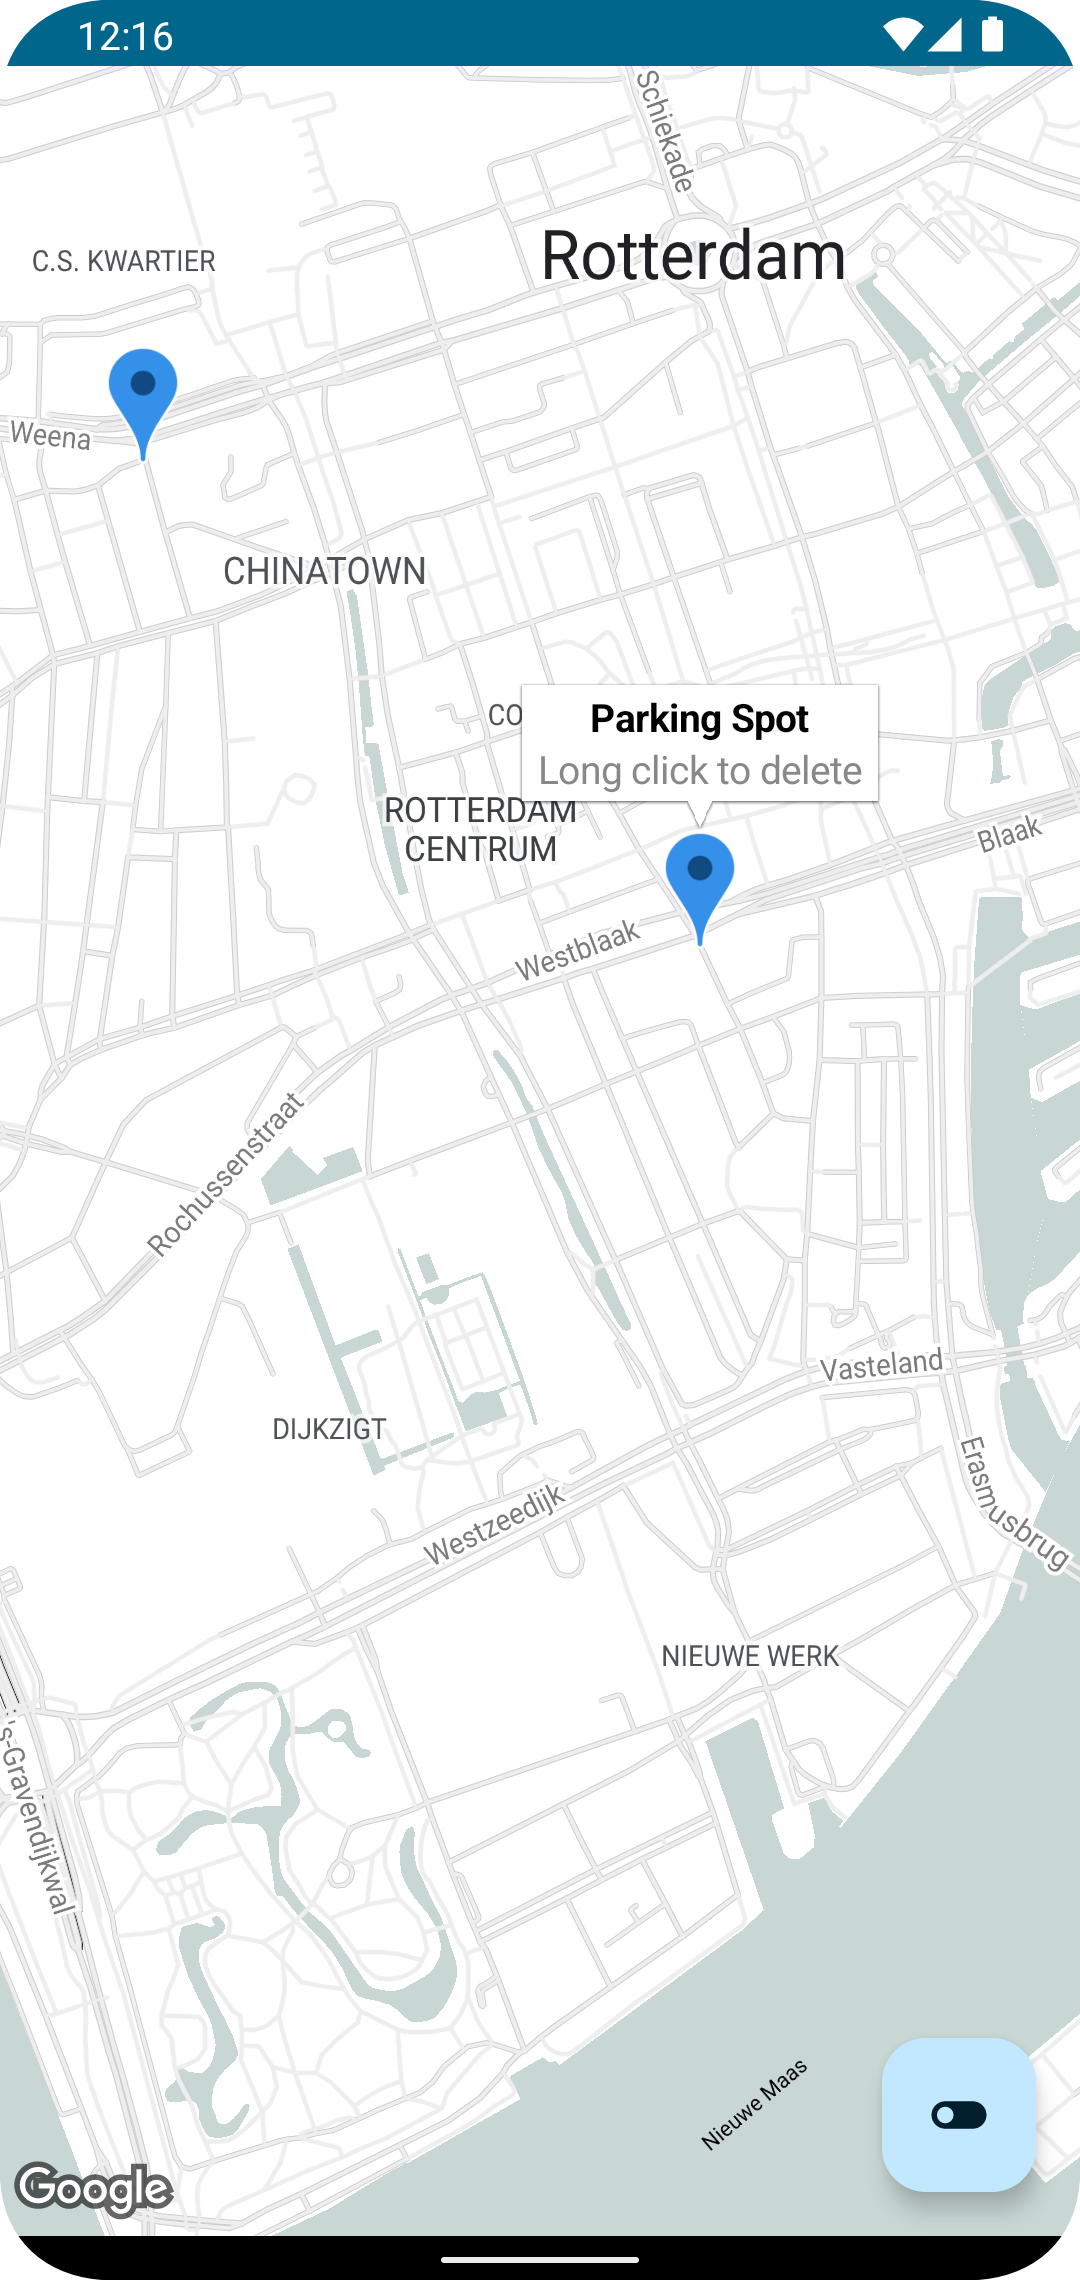 12:16
Schiekade
Rotterdam
C.S. KWARTIER
Weena
CHINATOWN
CO
Parking Spot
Long click to delete
ROTTERDAM
CENTRUM
Blaak
Westblaak
Rochussenstraat
Vasteland
DIJKZIGT
Erasmusbrug
Westzeedijk
NIEUWE WERK
's-Gravendijkwal
Nieuwe Maas
Google